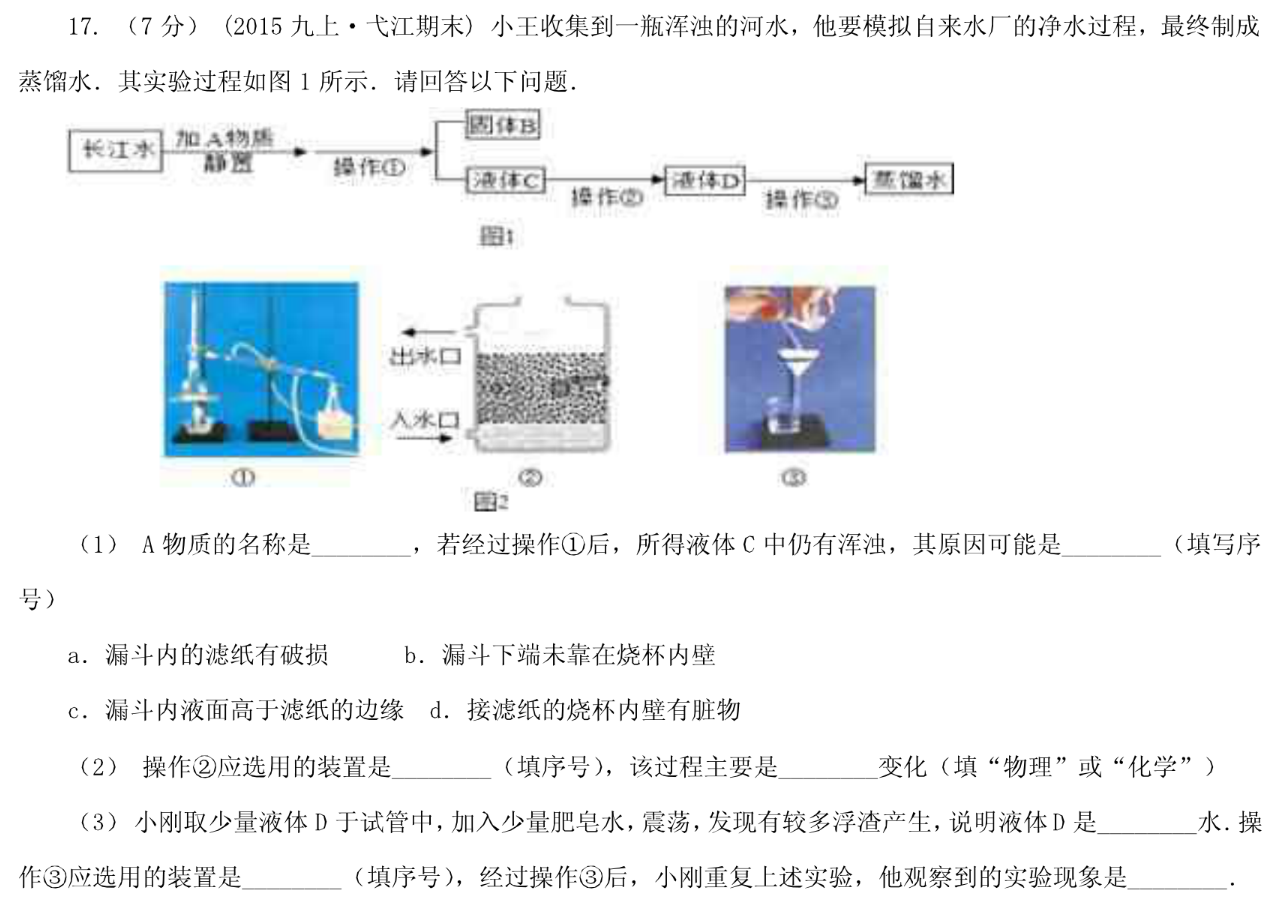 17. （7 分） (2015 九上·弋江期末) 小王收集到一瓶浑浊的河水，他要模拟自来水厂的净水过程，最终制成
蒸馏水．其实验过程如图 1 所示．请回答以下问题．
长江水
加A物质
静置
操作①
固体B
液体C
操作②
液体D
操作③
蒸馏水
图1
出水口
入水口
①
②
③
图2
（1） A 物质的名称是________，若经过操作①后，所得液体 C 中仍有浑浊，其原因可能是________（填写序
号）
a．漏斗内的滤纸有破损 b．漏斗下端未靠在烧杯内壁
c．漏斗内液面高于滤纸的边缘 d．接滤纸的烧杯内壁有脏物
（2） 操作②应选用的装置是________（填序号），该过程主要是________变化（填“物理”或“化学”）
（3） 小刚取少量液体 D 于试管中，加入少量肥皂水，震荡，发现有较多浮渣产生，说明液体 D 是________水．操
作③应选用的装置是________（填序号），经过操作③后，小刚重复上述实验，他观察到的实验现象是________．